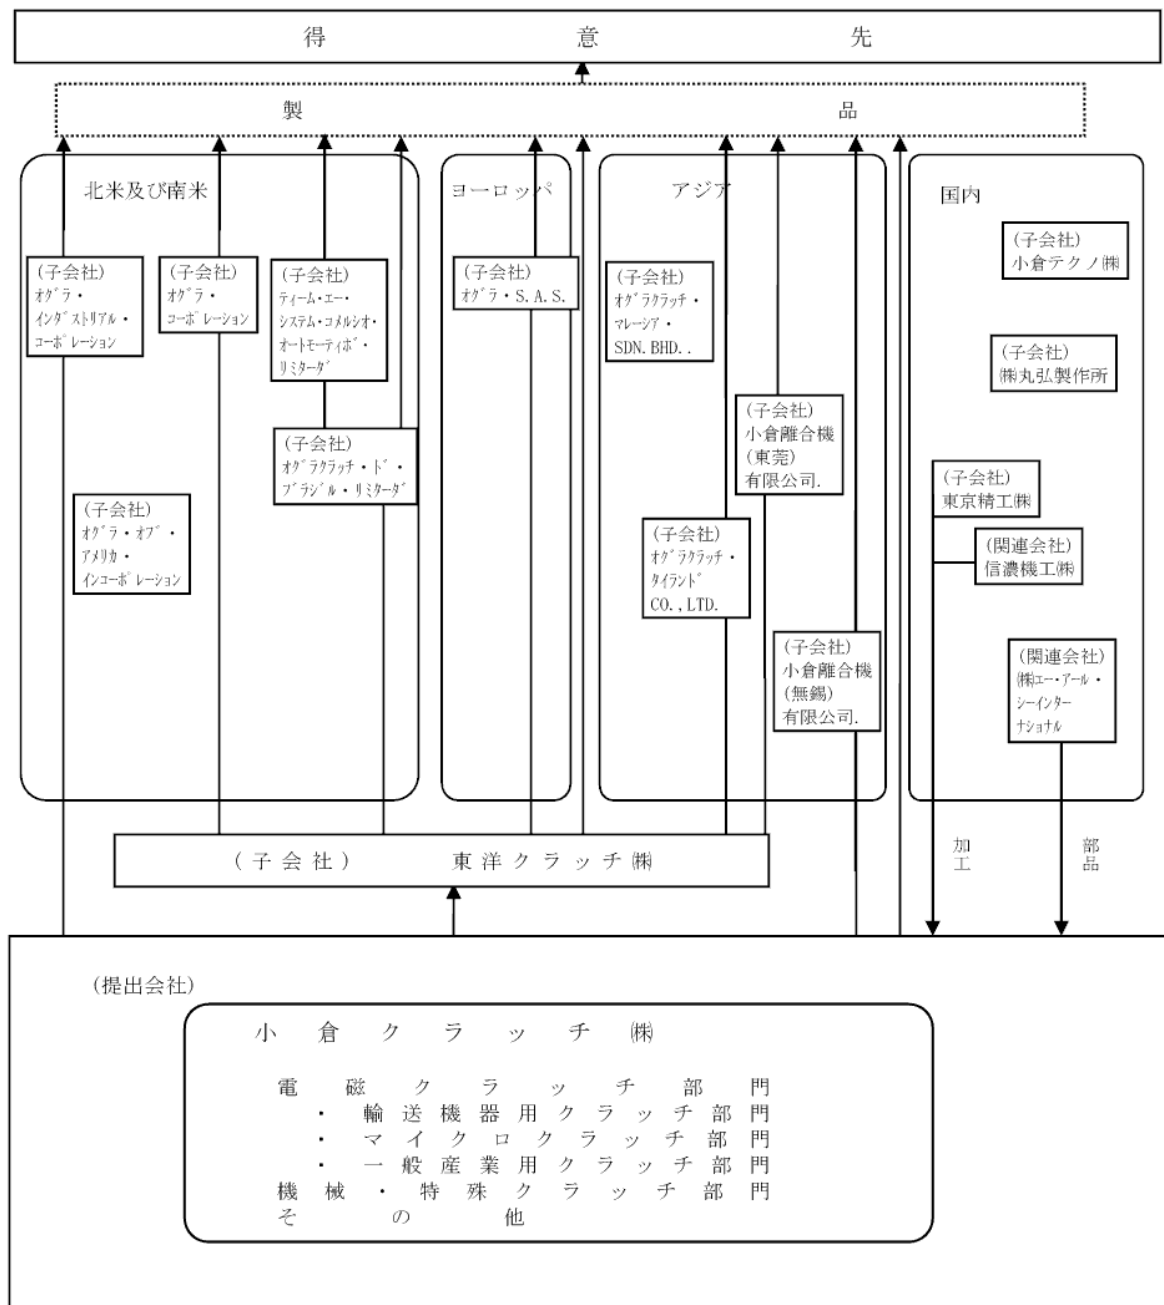 得意先
製品
北米及び南米
(子会社)
オグラ・
インダストリアル・
コーポレーション
(子会社)
オグラ・
コーポレーション
(子会社)
ティーム・エー・
システム・コメルシオ・
オートモーティボ・
リミターダ
(子会社)
オグラクラッチ・ド・
ブラジル・リミターダ
(子会社)
オグラ・オブ・
アメリカ・
インコーポレーション
ヨーロッパ
(子会社)
オグラ・S.A.S.
アジア
(子会社)
オグラクラッチ・
マレーシア・
SDN.BHD..
(子会社)
小倉離合機
(東莞)
有限公司.
(子会社)
オグラクラッチ・
タイランド
CO.,LTD.
(子会社)
小倉離合機
(無錫)
有限公司.
国内
(子会社)
小倉テクノ㈱
(子会社)
㈱丸弘製作所
(子会社)
東京精工㈱
(関連会社)
信濃機工㈱
(関連会社)
㈱エー・アール・
シーインター
ナショナル
加工
部品
(子会社) 東洋クラッチ㈱
(提出会社)
小倉クラッチ㈱
電磁クラッチ部門
・輸送機器用クラッチ部門
・マイクロクラッチ部門
・一般産業用クラッチ部門
機械・特殊クラッチ部門
その他